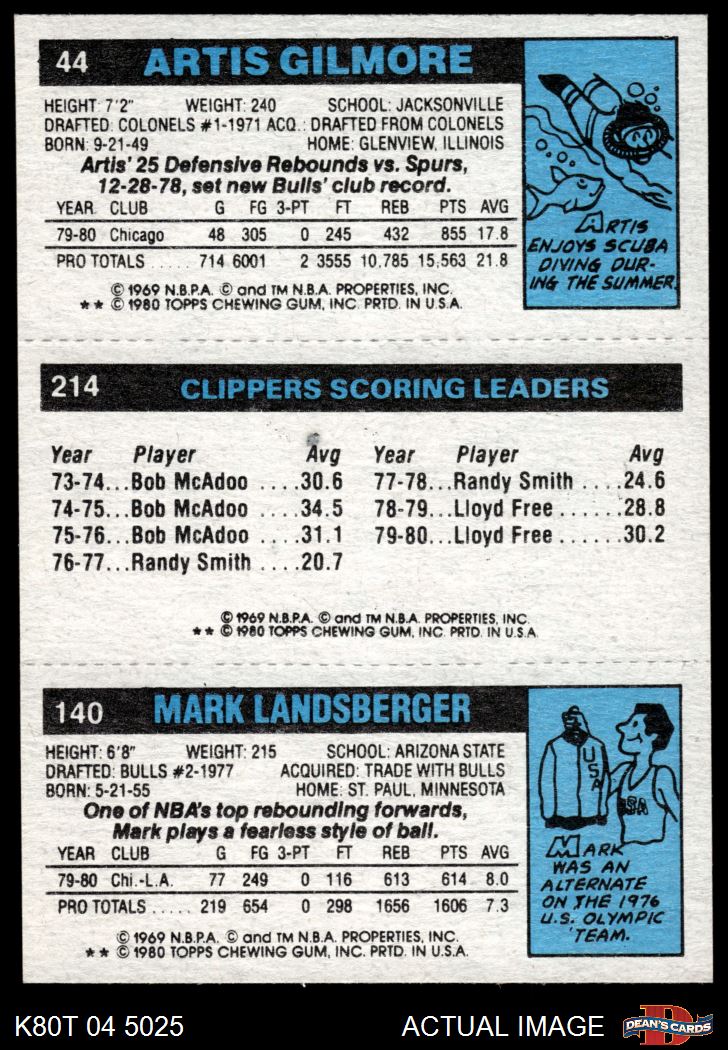 44 ARTIS GILMORE
HEIGHT: 7'2" WEIGHT: 240 SCHOOL: JACKSONVILLE
DRAFTED: COLONELS #1-1971 ACQ.: DRAFTED FROM COLONELS
BORN: 9-21-49 HOME: GLENVIEW, ILLINOIS
Artis' 25 Defensive Rebounds vs. Spurs,
12-28-78, set new Bulls' club record.
YEAR CLUB G FG 3-PT FT REB PTS AVG
79-80 Chicago 48 305 0 245 432 855 17.8
PRO TOTALS ..... 714 6001 2 3555 10,785 15,563 21.8
© 1969 N.B.P.A. © and TM N.B.A. PROPERTIES, INC.
** © 1980 TOPPS CHEWING GUM, INC. PRTD. IN U.S.A.
ARTIS
ENJOYS SCUBA
DIVING DUR-
ING THE SUMMER.
214 CLIPPERS SCORING LEADERS
Year Player Avg Year Player Avg
73-74...Bob McAdoo ....30.6 77-78...Randy Smith ....24.6
74-75...Bob McAdoo ....34.5 78-79...Lloyd Free ......28.8
75-76...Bob McAdoo ....31.1 79-80...Lloyd Free ......30.2
76-77...Randy Smith ....20.7
© 1969 N.B.P.A. © and TM N.B.A. PROPERTIES, INC.
** © 1980 TOPPS CHEWING GUM, INC. PRTD. IN U.S.A.
140 MARK LANDSBERGER
HEIGHT: 6'8" WEIGHT: 215 SCHOOL: ARIZONA STATE
DRAFTED: BULLS #2-1977 ACQUIRED: TRADE WITH BULLS
BORN: 5-21-55 HOME: ST. PAUL, MINNESOTA
One of NBA's top rebounding forwards,
Mark plays a fearless style of ball.
YEAR CLUB G FG 3-PT FT REB PTS AVG
79-80 Chi.-L.A. 77 249 0 116 613 614 8.0
PRO TOTALS ..... 219 654 0 298 1656 1606 7.3
© 1969 N.B.P.A. © and TM N.B.A. PROPERTIES, INC.
** © 1980 TOPPS CHEWING GUM, INC. PRTD. IN U.S.A.
USA
USA
MARK
WAS AN
ALTERNATE
ON THE 1976
U.S. OLYMPIC
TEAM.
K80T 04 5025 ACTUAL IMAGE D DEAN'S CARDS